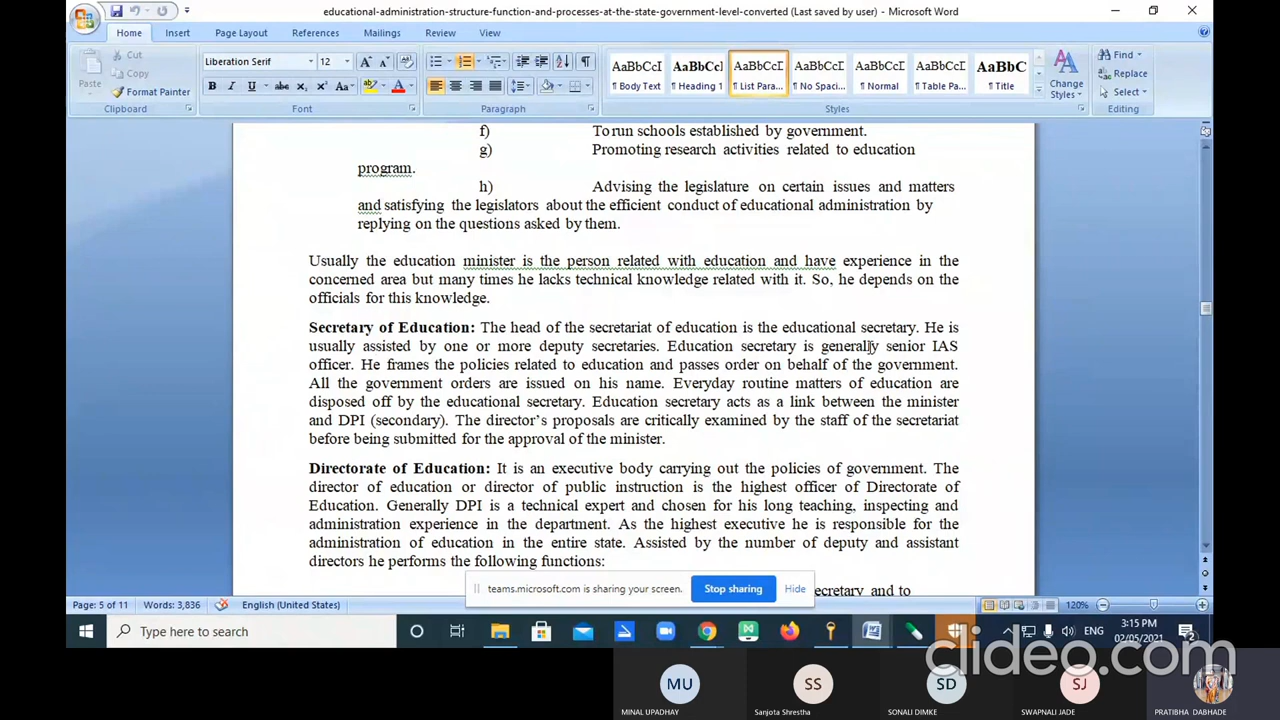 educational-administration-structure-function-and-processes-at-the-state-government-level-converted (Last saved by user) - Microsoft Word
Home Insert Page Layout References Mailings Review View
Cut
Copy
Format Painter
Paste
Clipboard
Liberation Serif 12
B I U abc x₂ x² Aa
Font
Paragraph
AaBbCcI AaBbCcl AaBbCcI AaBbCcI AaBbCcI AaBbCcI AaBbC
¶ Body Text ¶ Heading 1 ¶ List Para... ¶ No Spaci... ¶ Normal ¶ Table Pa... ¶ Title
Styles
Change Styles
Find
Replace
Select
Editing
f) To run schools established by government.
g) Promoting research activities related to education
program.
h) Advising the legislature on certain issues and matters
and satisfying the legislators about the efficient conduct of educational administration by
replying on the questions asked by them.
Usually the education minister is the person related with education and have experience in the
concerned area but many times he lacks technical knowledge related with it. So, he depends on the
officials for this knowledge.
Secretary of Education: The head of the secretariat of education is the educational secretary. He is
usually assisted by one or more deputy secretaries. Education secretary is generally senior IAS
officer. He frames the policies related to education and passes order on behalf of the government.
All the government orders are issued on his name. Everyday routine matters of education are
disposed off by the educational secretary. Education secretary acts as a link between the minister
and DPI (secondary). The director's proposals are critically examined by the staff of the secretariat
before being submitted for the approval of the minister.
Directorate of Education: It is an executive body carrying out the policies of government. The
director of education or director of public instruction is the highest officer of Directorate of
Education. Generally DPI is a technical expert and chosen for his long teaching, inspecting and
administration experience in the department. As the highest executive he is responsible for the
administration of education in the entire state. Assisted by the number of deputy and assistant
directors he performs the following functions:
ecretary and to
teams.microsoft.com is sharing your screen. Stop sharing Hide
Page: 5 of 11 Words: 3,836 English (United States) 120%
Type here to search
ENG
3:15 PM
02/05/2021
2
clideo.com
MU SS SD SJ
MINAL UPADHAY Sanjota Shrestha SONALI DIMKE SWAPNALI JADE PRATIBHA DABHADE